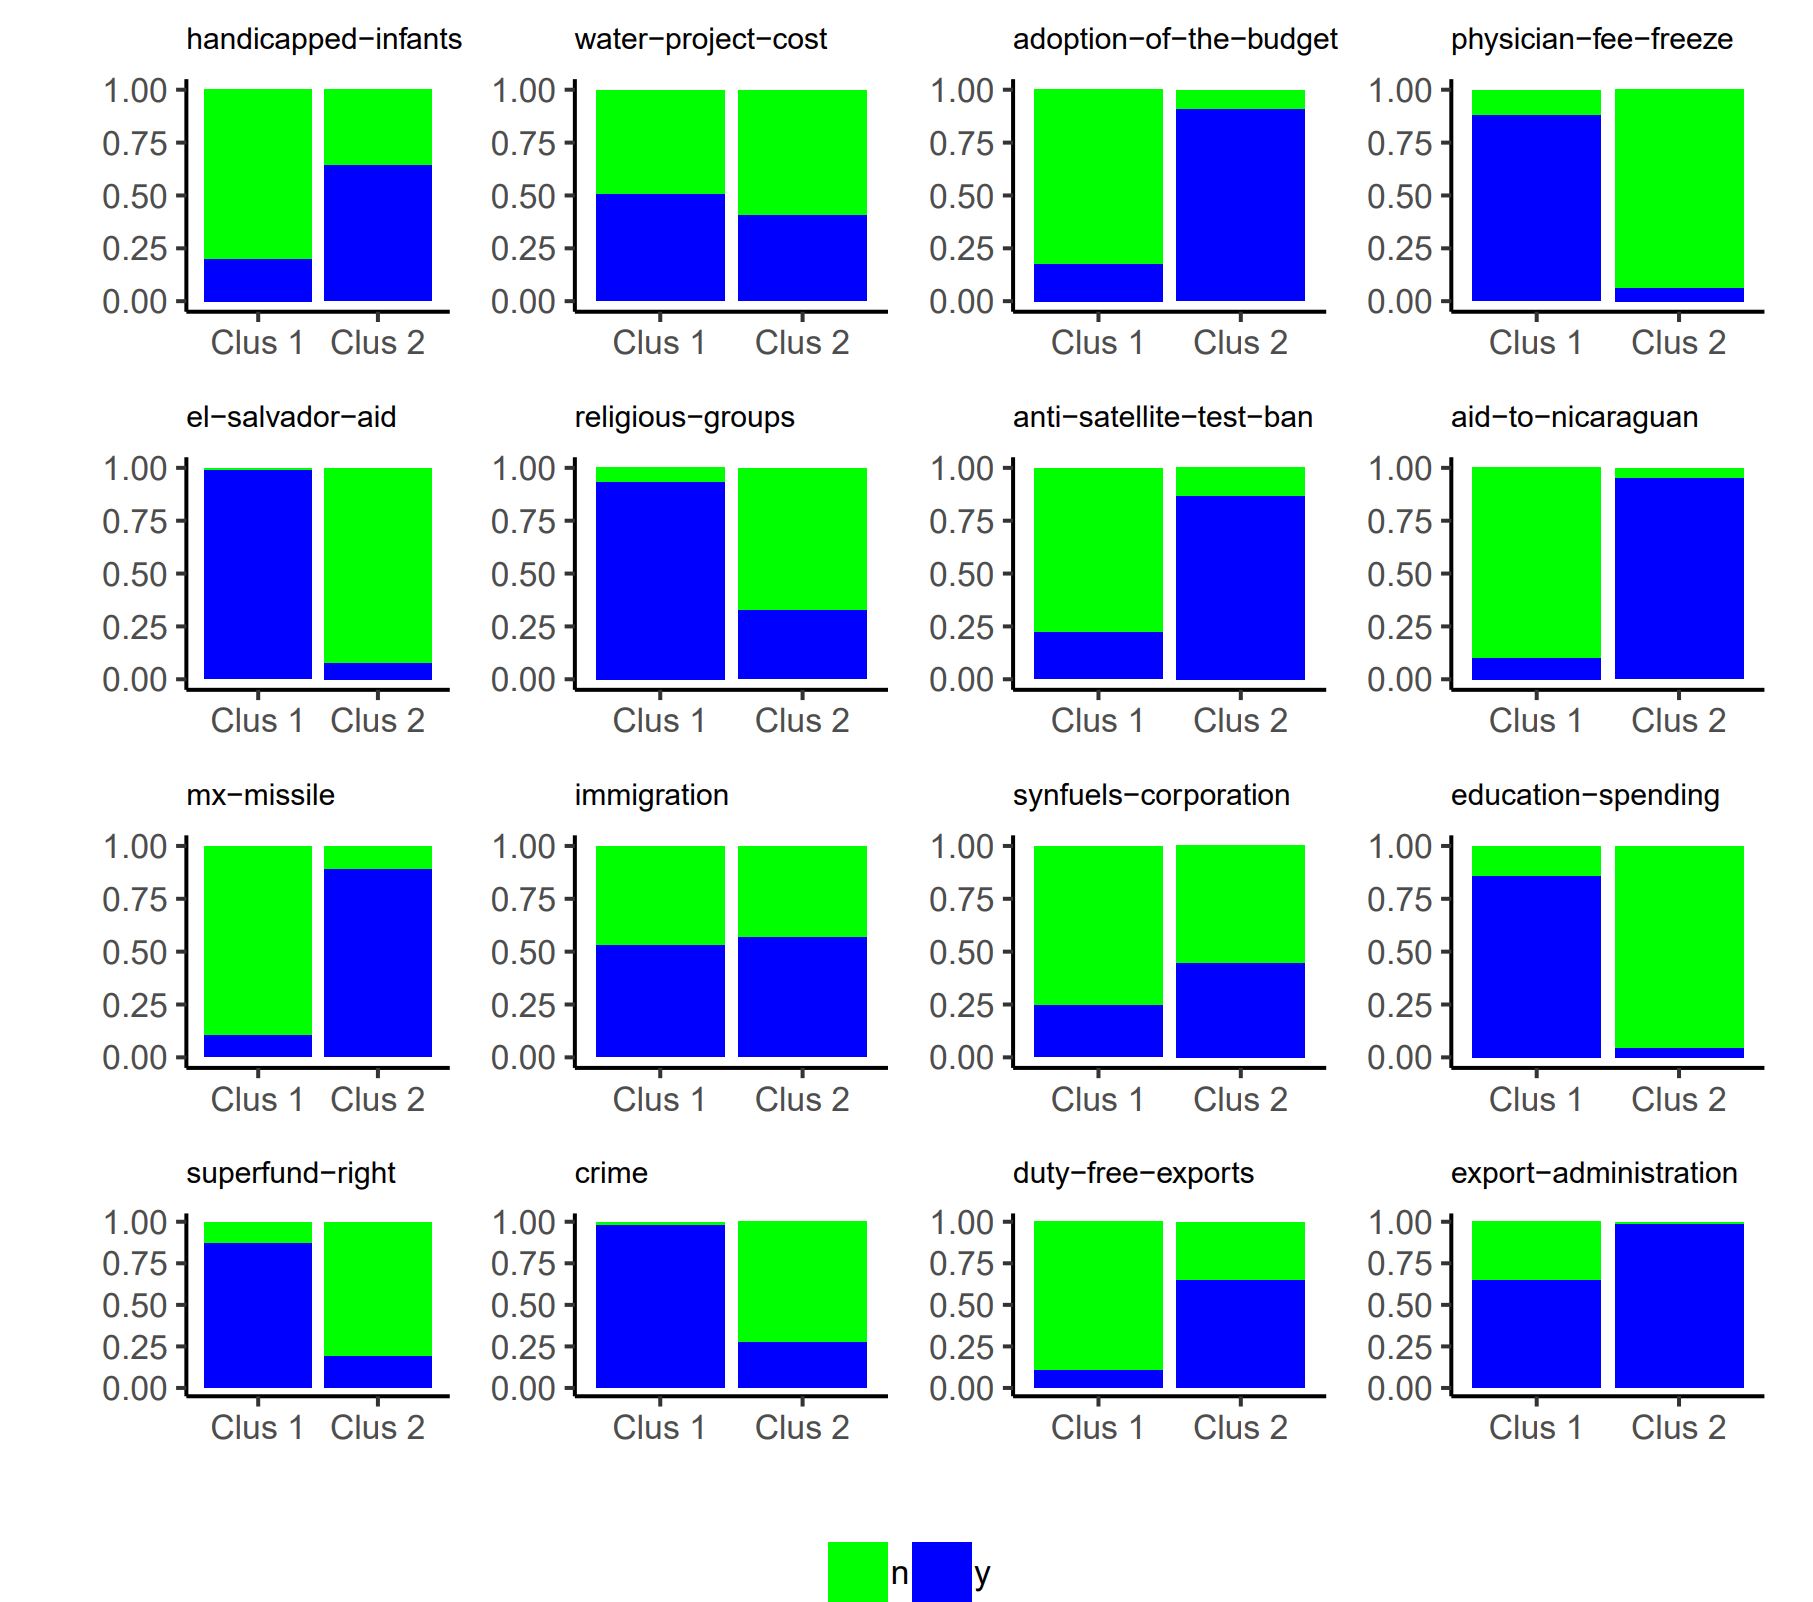 handicapped−infants water−project−cost adoption−of−the−budget physician−fee−freeze
1.00 1.00 1.00 1.00
0.75 0.75 0.75 0.75
0.50 0.50 0.50 0.50
0.25 0.25 0.25 0.25
0.00 0.00 0.00 0.00
Clus 1 Clus 2 Clus 1 Clus 2 Clus 1 Clus 2 Clus 1 Clus 2
el−salvador−aid religious−groups anti−satellite−test−ban aid−to−nicaraguan
1.00 1.00 1.00 1.00
0.75 0.75 0.75 0.75
0.50 0.50 0.50 0.50
0.25 0.25 0.25 0.25
0.00 0.00 0.00 0.00
Clus 1 Clus 2 Clus 1 Clus 2 Clus 1 Clus 2 Clus 1 Clus 2
mx−missile immigration synfuels−corporation education−spending
1.00 1.00 1.00 1.00
0.75 0.75 0.75 0.75
0.50 0.50 0.50 0.50
0.25 0.25 0.25 0.25
0.00 0.00 0.00 0.00
Clus 1 Clus 2 Clus 1 Clus 2 Clus 1 Clus 2 Clus 1 Clus 2
superfund−right crime duty−free−exports export−administration
1.00 1.00 1.00 1.00
0.75 0.75 0.75 0.75
0.50 0.50 0.50 0.50
0.25 0.25 0.25 0.25
0.00 0.00 0.00 0.00
Clus 1 Clus 2 Clus 1 Clus 2 Clus 1 Clus 2 Clus 1 Clus 2
n y